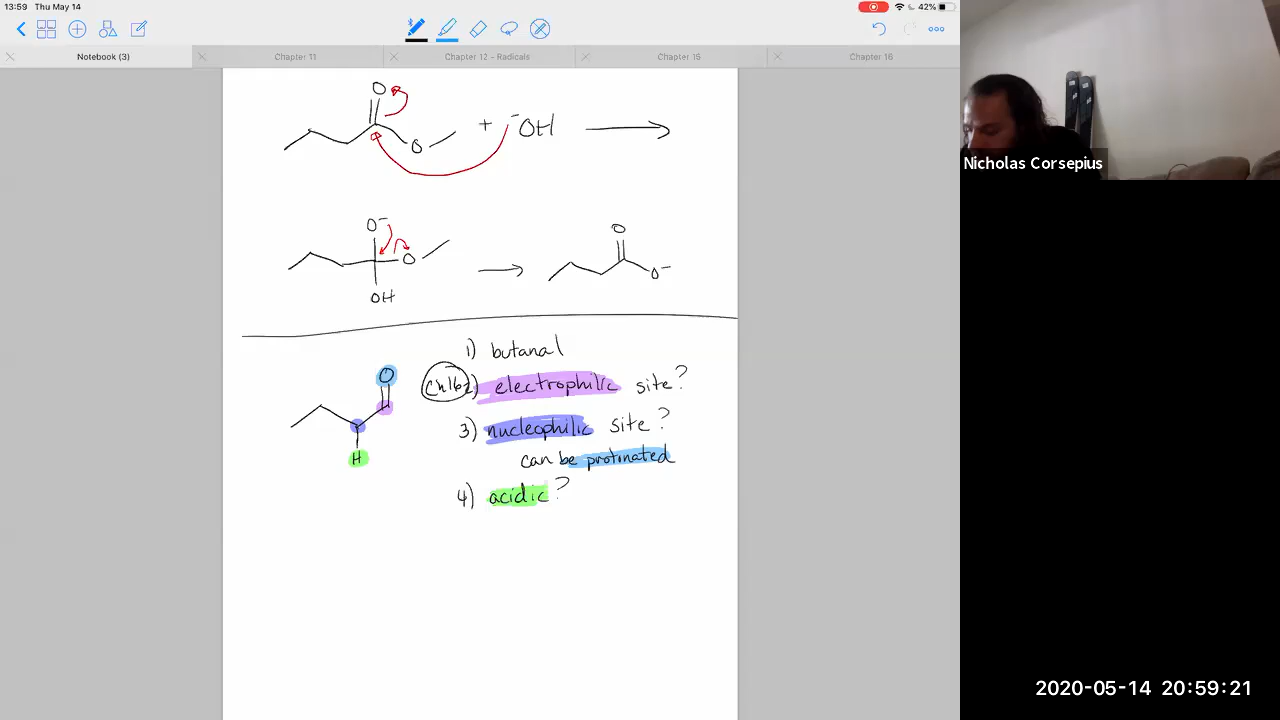 13:59 Thu May 14
42%
Notebook (3)
Chapter 11
Chapter 12 - Radicals
Chapter 15
Chapter 16
O
O
+ -OH
O-
O
OH
O
O-
1) butanal
Ch16 2) electrophilic site?
3) nucleophilic site?
can be protonated
4) acidic?
O
H
Nicholas Corsepius
2020-05-14 20:59:21